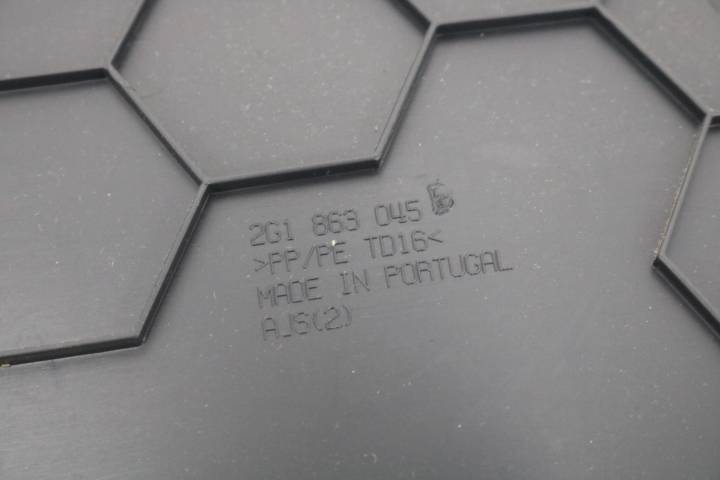 2G1 863 045
>PP/PE TD16<
MADE IN PORTUGAL
AJS(2)